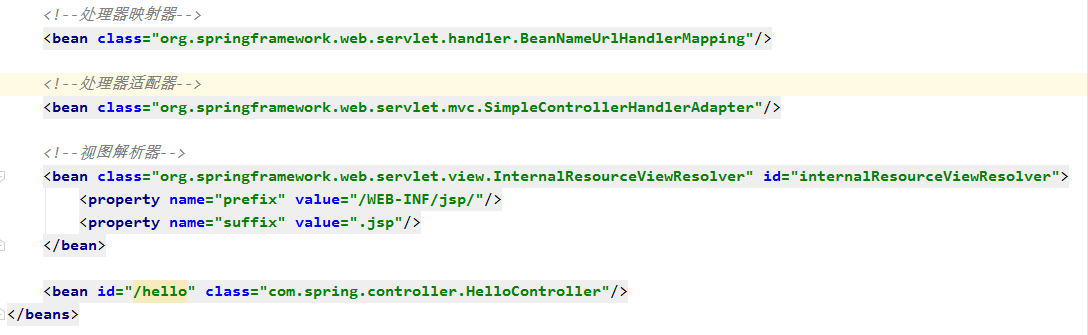 <!--处理器映射器-->
<bean class="org.springframework.web.servlet.handler.BeanNameUrlHandlerMapping"/>
<!--处理器适配器-->
<bean class="org.springframework.web.servlet.mvc.SimpleControllerHandlerAdapter"/>
<!--视图解析器-->
<bean class="org.springframework.web.servlet.view.InternalResourceViewResolver" id="internalResourceViewResolver">
<property name="prefix" value="/WEB-INF/jsp/"/>
<property name="suffix" value=".jsp"/>
</bean>
<bean id="/hello" class="com.spring.controller.HelloController"/>
</beans>